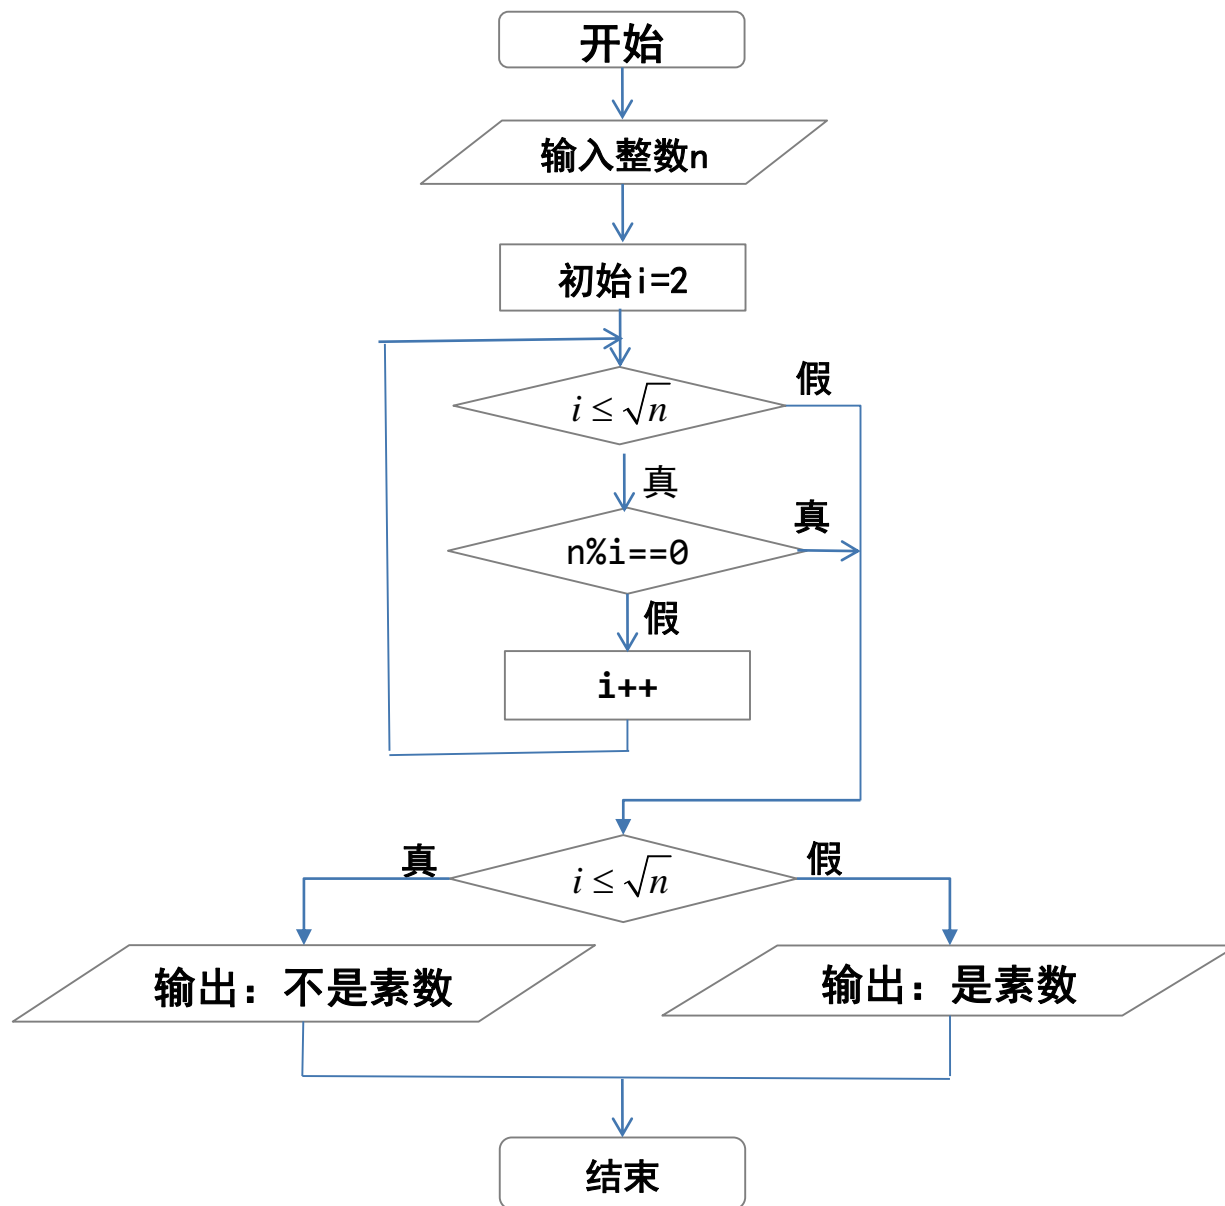 开始
输入整数n
初始i=2
i ≤ √n
假
真
n%i==0
真
假
i++
i ≤ √n
真
假
输出：不是素数
输出：是素数
结束